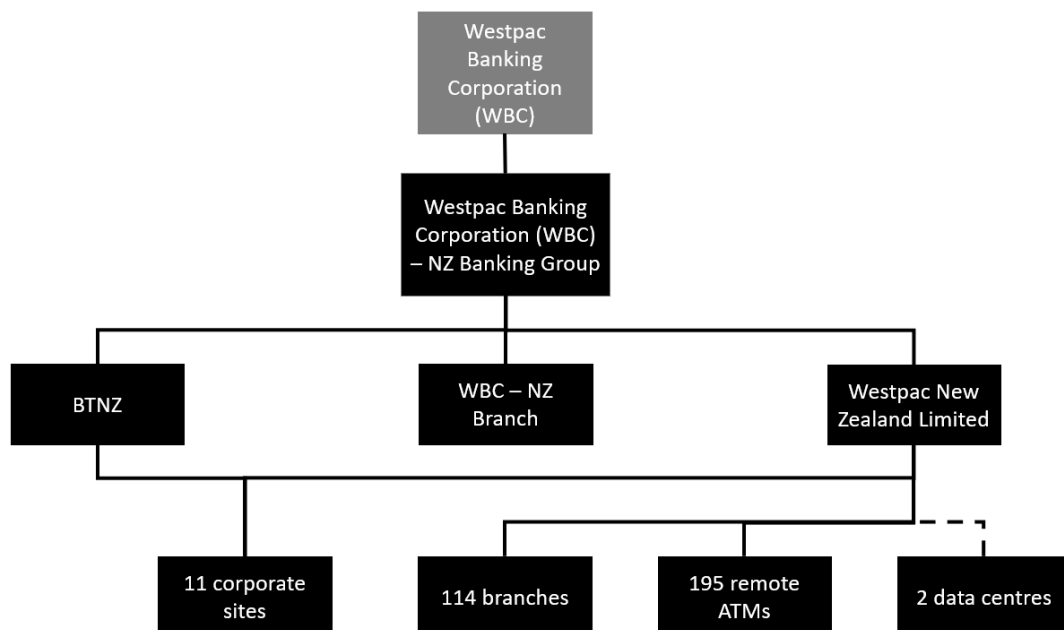 Westpac
Banking
Corporation
(WBC)
Westpac Banking
Corporation (WBC)
– NZ Banking Group
BTNZ
WBC – NZ
Branch
Westpac New
Zealand Limited
11 corporate
sites
114 branches
195 remote
ATMs
2 data centres